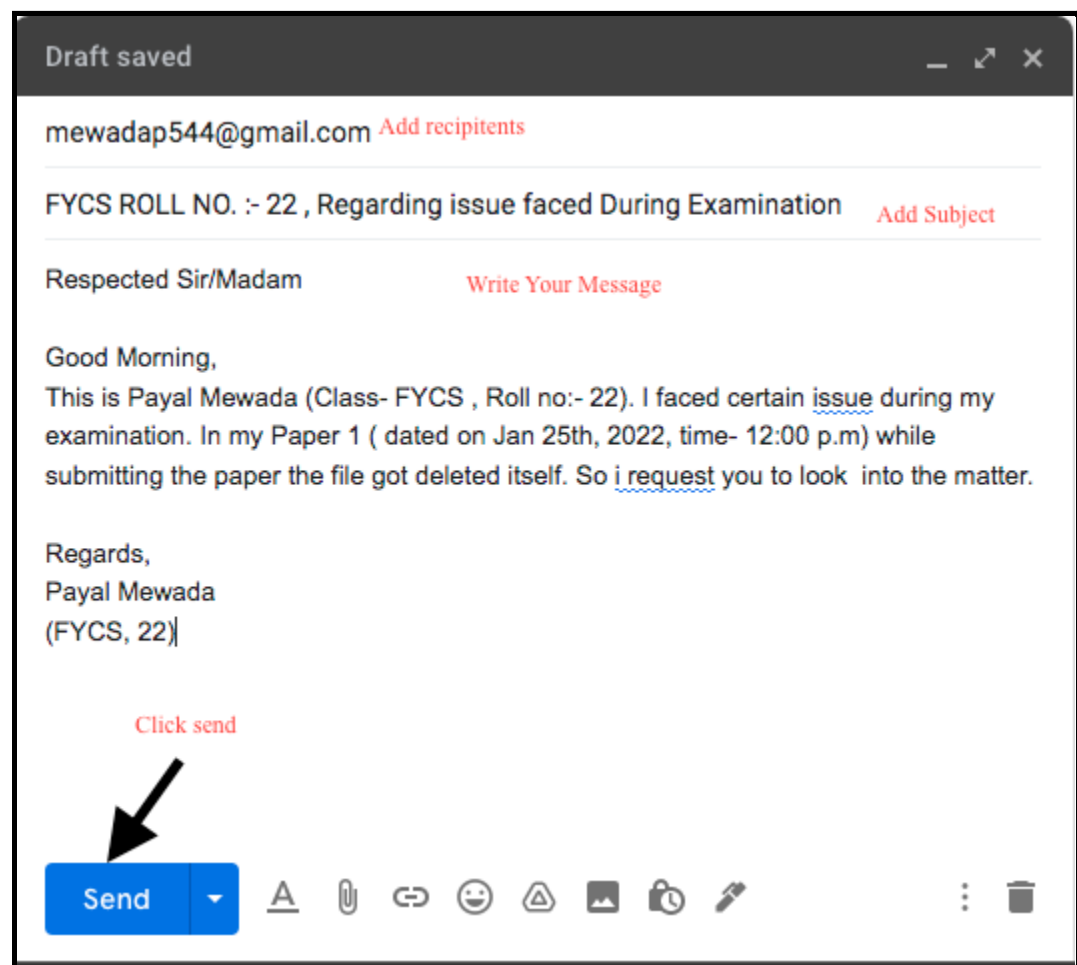 Draft saved
mewadap544@gmail.com Add recipitents
FYCS ROLL NO. :- 22 , Regarding issue faced During Examination Add Subject
Respected Sir/Madam Write Your Message
Good Morning,
This is Payal Mewada (Class- FYCS , Roll no:- 22). I faced certain issue during my
examination. In my Paper 1 ( dated on Jan 25th, 2022, time- 12:00 p.m) while
submitting the paper the file got deleted itself. So i request you to look  into the matter.
Regards,
Payal Mewada
(FYCS, 22)
Click send
Send